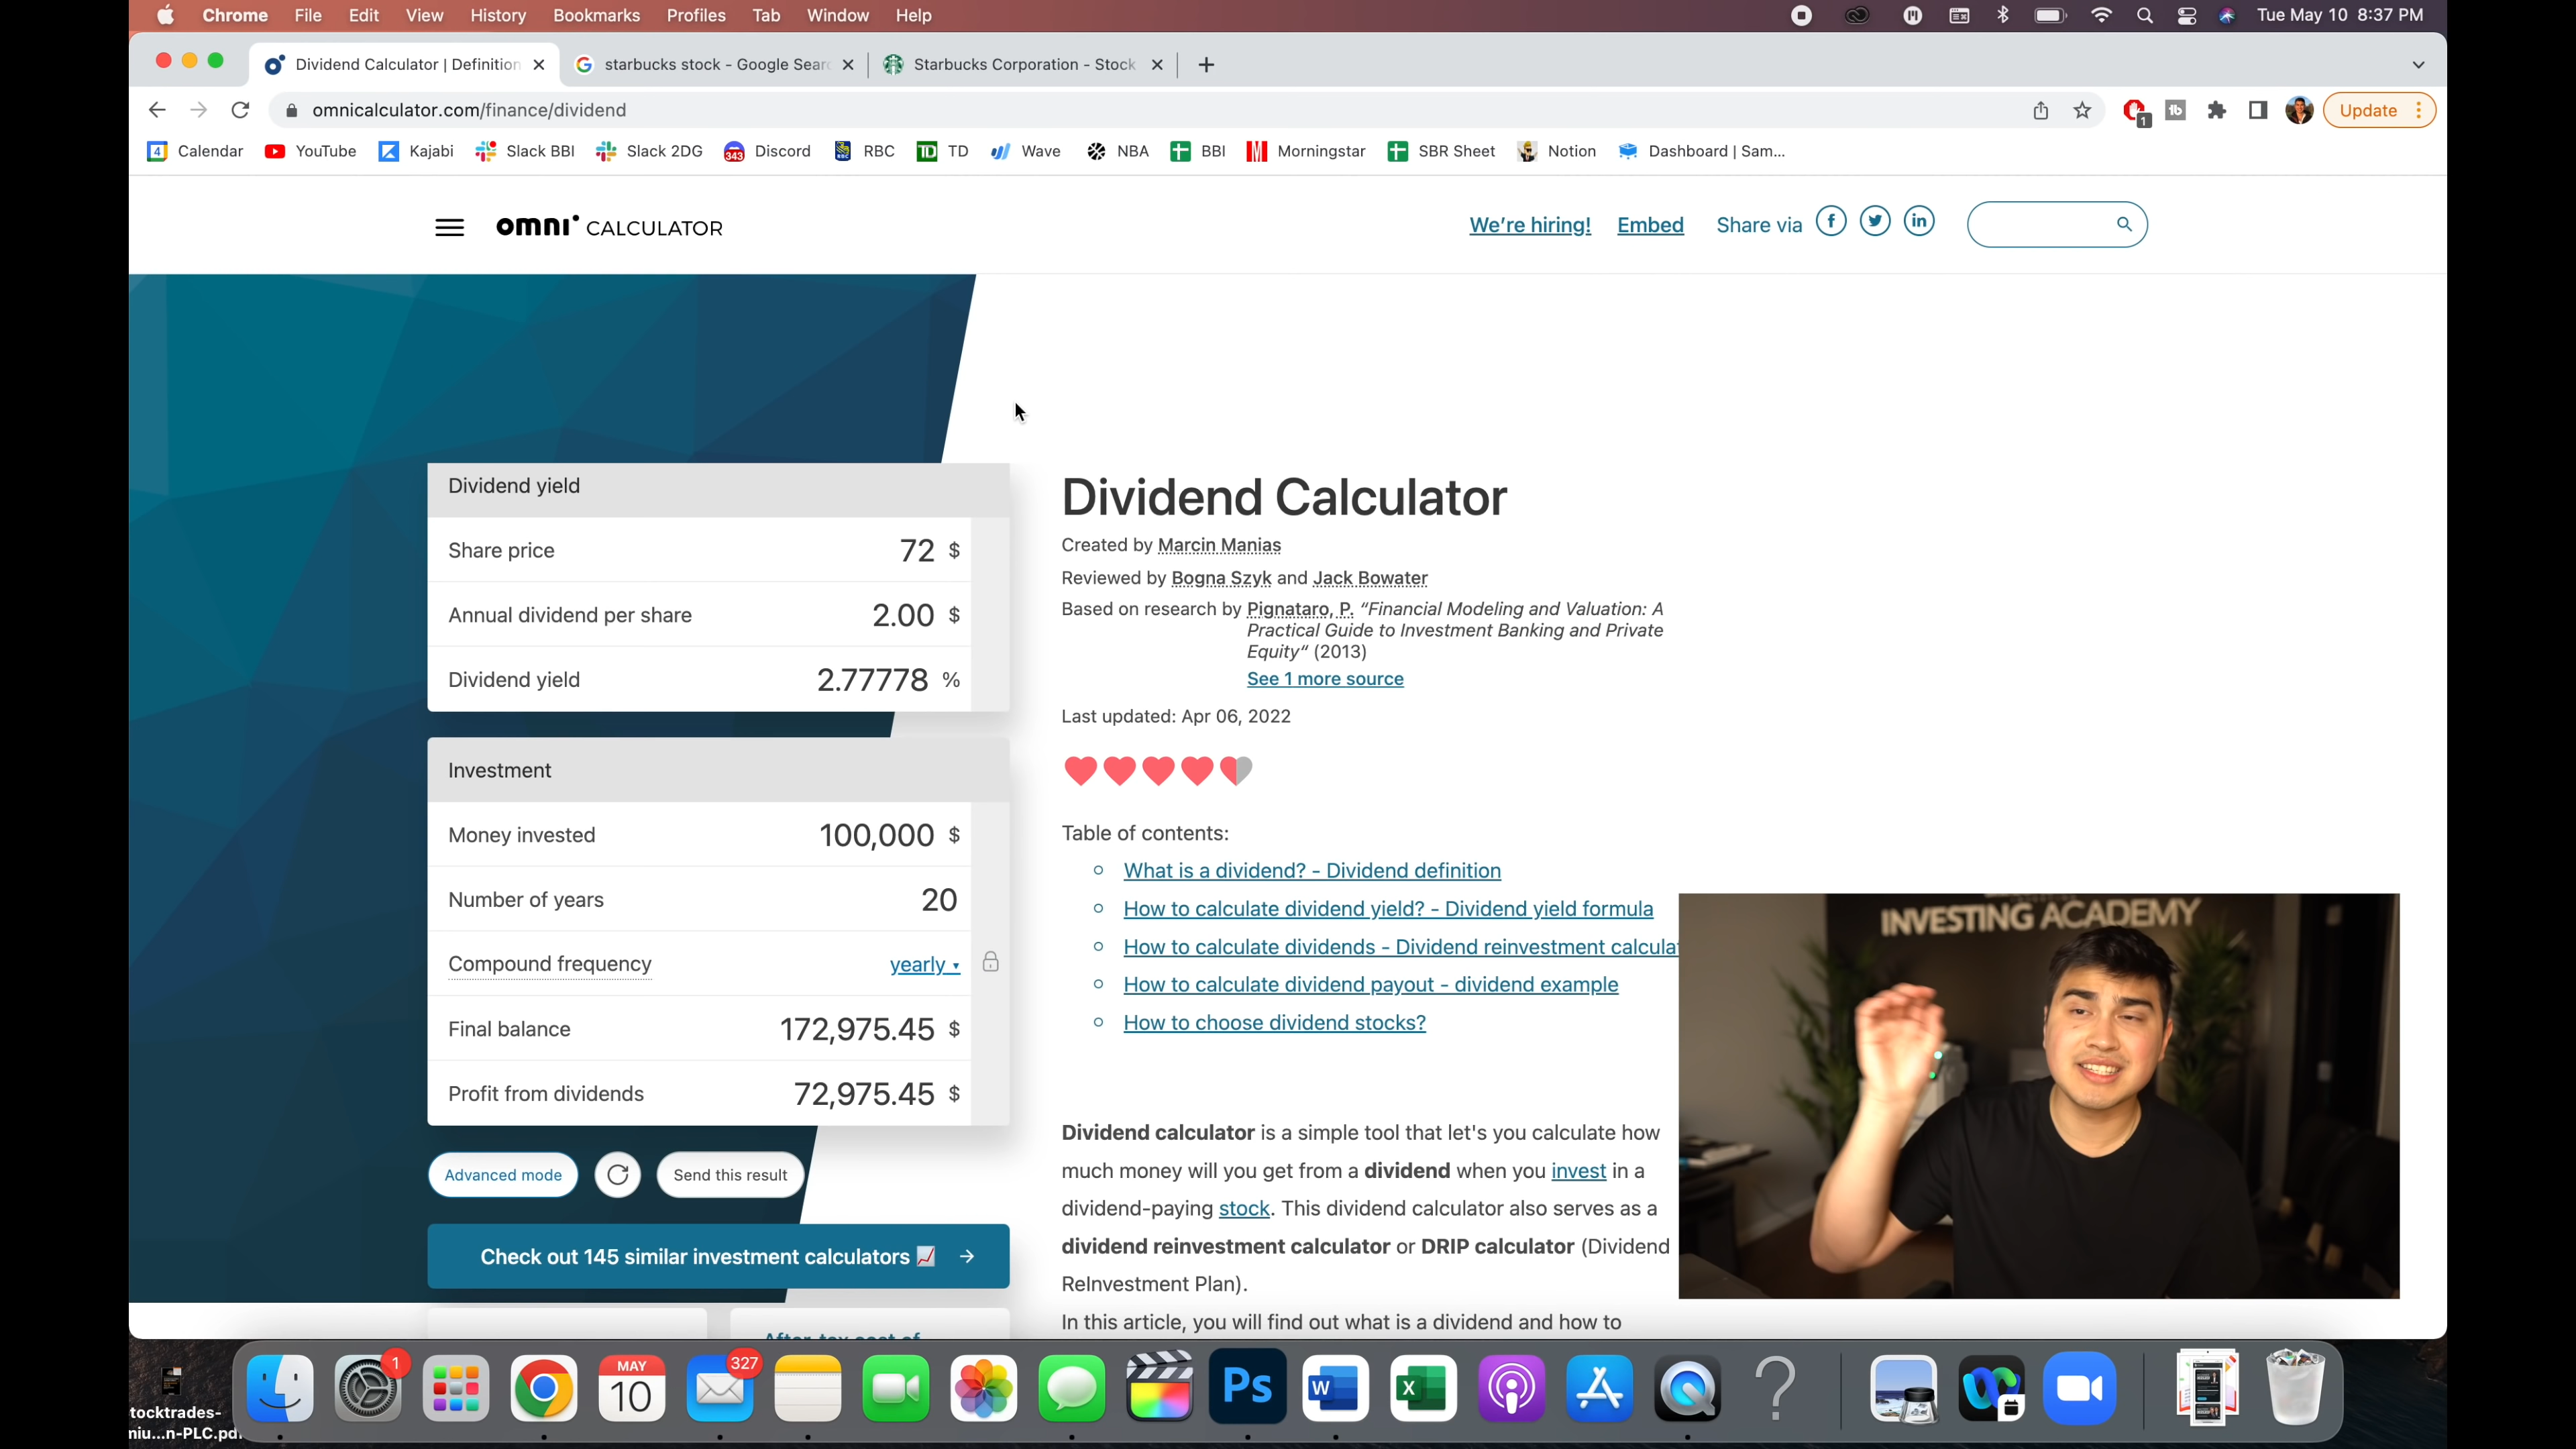 Chrome File Edit View History Bookmarks Profiles Tab Window Help
Tue May 10 8:37 PM
Dividend Calculator | Definition
starbucks stock - Google Sear
Starbucks Corporation - Stock
omnicalculator.com/finance/dividend
1
Update
4 Calendar YouTube Kajabi Slack BBI Slack 2DG 343 Discord RBC TD TD Wave NBA BBI Morningstar SBR Sheet Notion Dashboard | Sam...
omni CALCULATOR
We're hiring! Embed Share via
Dividend yield
Share price 72 $
Annual dividend per share 2.00 $
Dividend yield 2.77778 %
Investment
Money invested 100,000 $
Number of years 20
Compound frequency yearly
Final balance 172,975.45 $
Profit from dividends 72,975.45 $
Advanced mode
Send this result
Check out 145 similar investment calculators
After-tax cost of
Dividend Calculator
Created by Marcin Manias
Reviewed by Bogna Szyk and Jack Bowater
Based on research by Pignataro, P. “Financial Modeling and Valuation: A
Practical Guide to Investment Banking and Private
Equity“ (2013)
See 1 more source
Last updated: Apr 06, 2022
Table of contents:
What is a dividend? - Dividend definition
How to calculate dividend yield? - Dividend yield formula
How to calculate dividends - Dividend reinvestment calcula
How to calculate dividend payout - dividend example
How to choose dividend stocks?
Dividend calculator is a simple tool that let's you calculate how
much money will you get from a dividend when you invest in a
dividend-paying stock. This dividend calculator also serves as a
dividend reinvestment calculator or DRIP calculator (Dividend
ReInvestment Plan).
In this article, you will find out what is a dividend and how to
INVESTING ACADEMY
1
MAY
10
327
Ps
W
X
tocktrades-
niu...n-PLC.pd